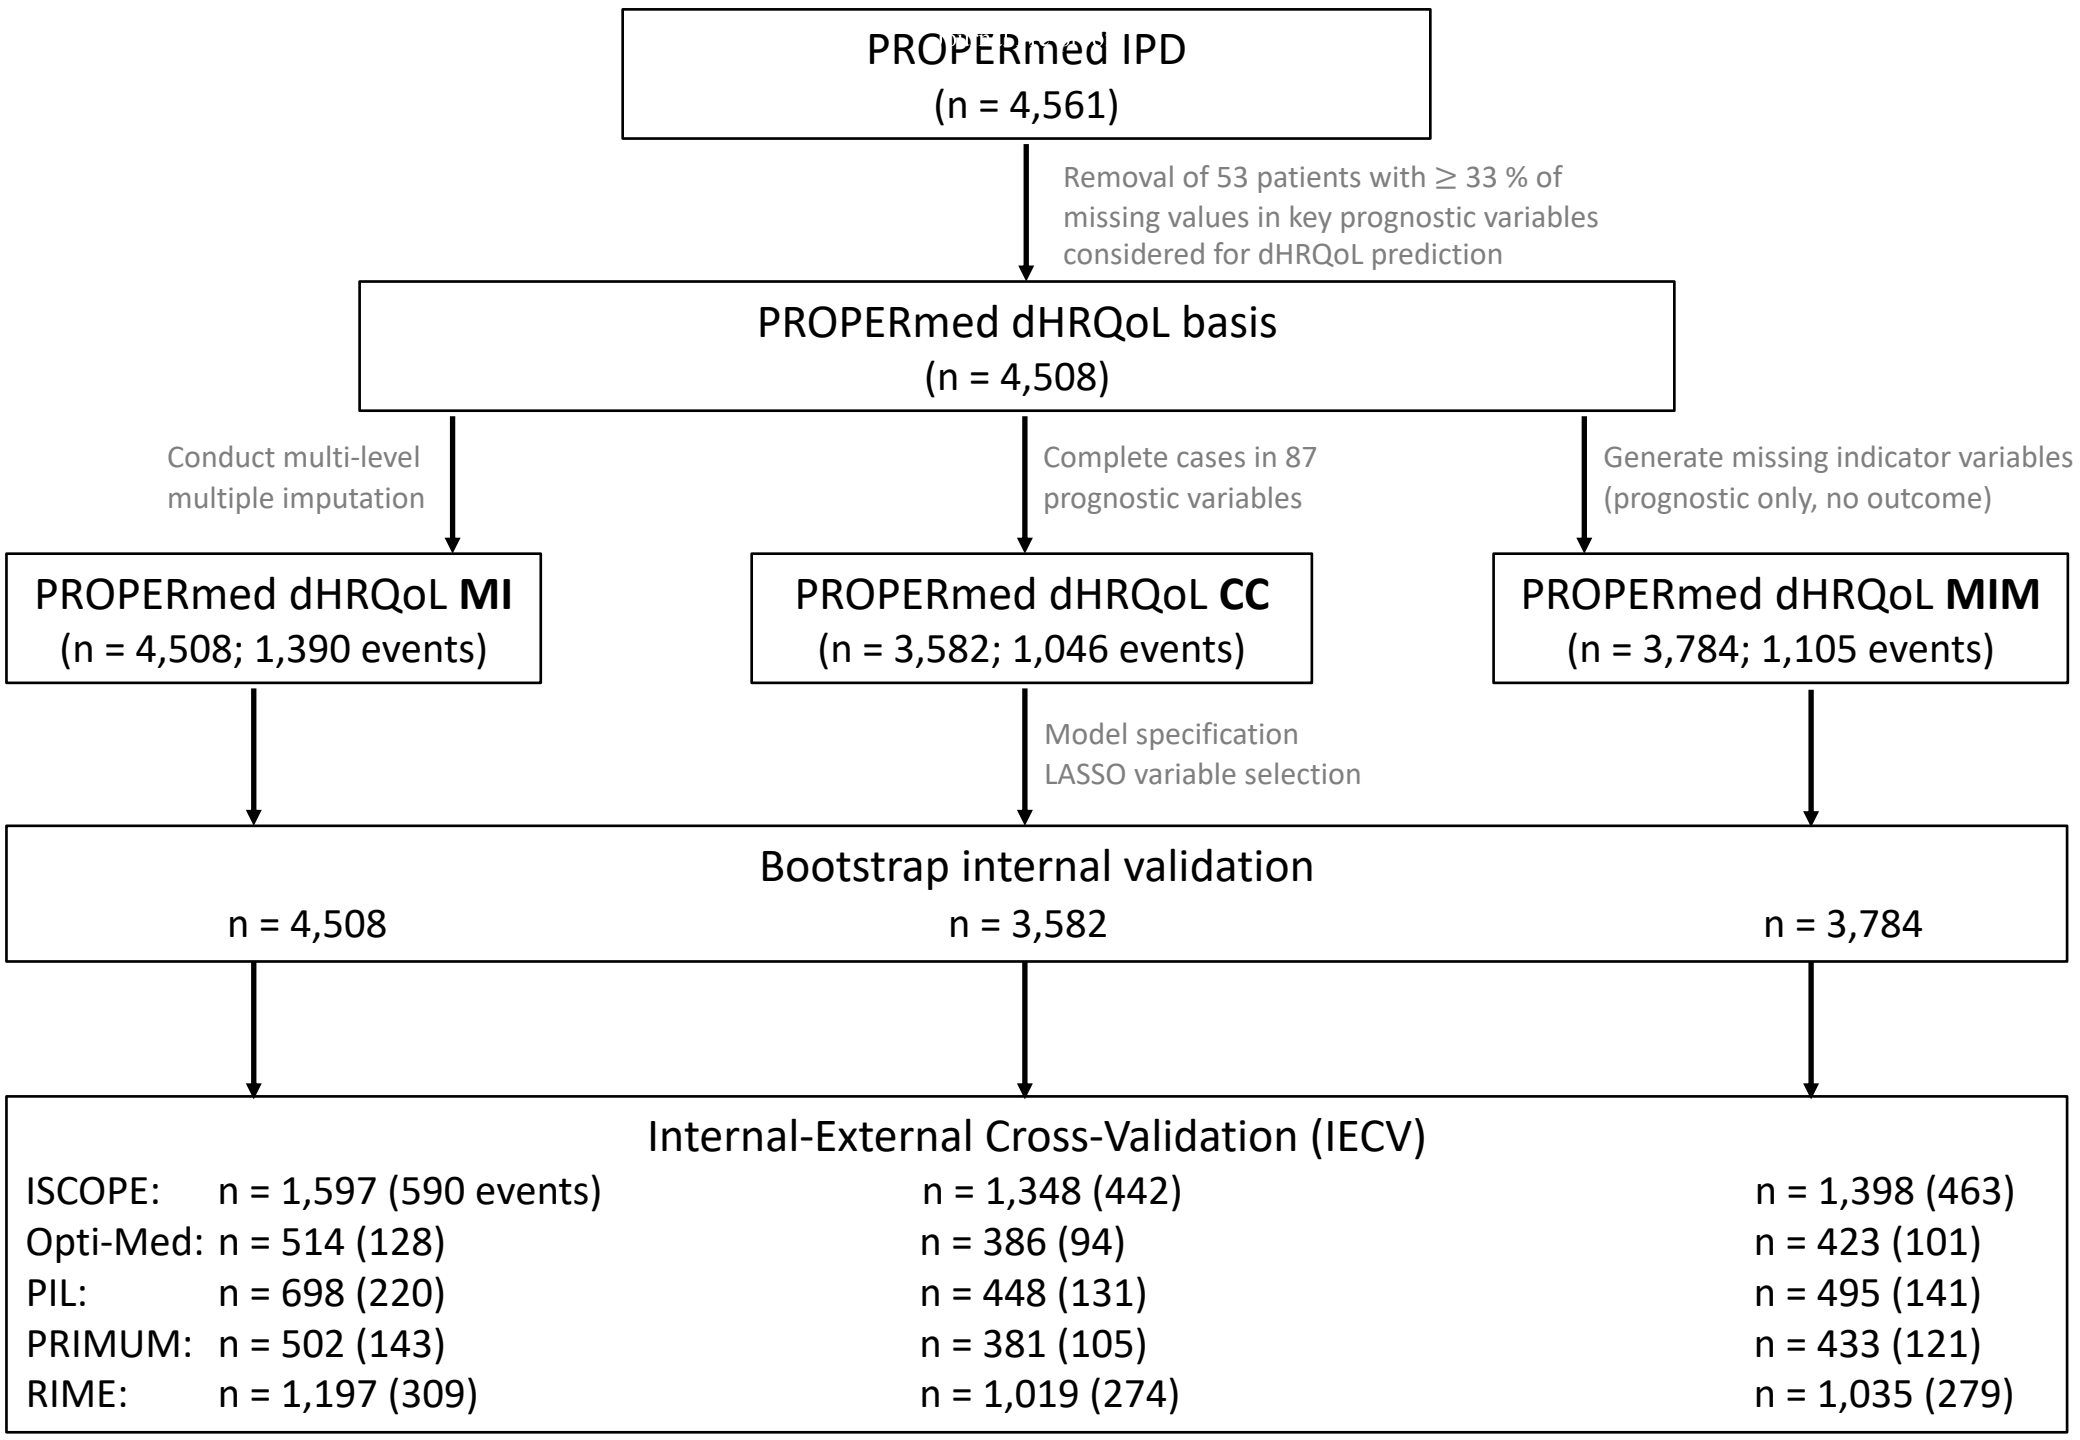 PROPERmed IPD
(n = 4,561)
Removal of 53 patients with ≥ 33 % of
missing values in key prognostic variables
considered for dHRQoL prediction
PROPERmed dHRQoL basis
(n = 4,508)
Conduct multi-level
multiple imputation
Complete cases in 87
prognostic variables
Generate missing indicator variables
(prognostic only, no outcome)
PROPERmed dHRQoL MI
(n = 4,508; 1,390 events)
PROPERmed dHRQoL CC
(n = 3,582; 1,046 events)
PROPERmed dHRQoL MIM
(n = 3,784; 1,105 events)
Model specification
LASSO variable selection
Bootstrap internal validation
n = 4,508 n = 3,582 n = 3,784
Internal-External Cross-Validation (IECV)
ISCOPE: n = 1,597 (590 events) n = 1,348 (442) n = 1,398 (463)
Opti-Med: n = 514 (128) n = 386 (94) n = 423 (101)
PIL: n = 698 (220) n = 448 (131) n = 495 (141)
PRIMUM: n = 502 (143) n = 381 (105) n = 433 (121)
RIME: n = 1,197 (309) n = 1,019 (274) n = 1,035 (279)